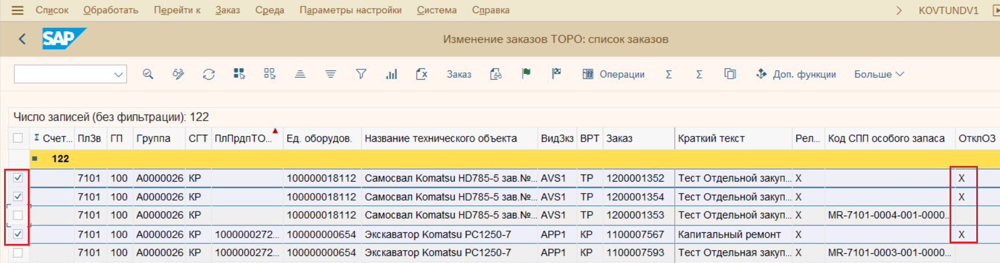 Список Обработать Перейти к Заказ Среда Параметры настройки Система Справка KOVTUNDV1
SAP Изменение заказов ТОРО: список заказов
Заказ Операции Σ Σ Доп. функции Больше
Число записей (без фильтрации): 122
Σ Счет... ПлЗв ГП Группа СГТ ПлПрдпТО... Ед. оборудов. Название технического объекта ВидЗкз ВРТ Заказ Краткий текст Рел... Код СПП особого запаса ОтклОЗ
122
7101 100 A0000026 КР 100000018112 Самосвал Komatsu HD785-5 зав.№... AVS1 ТР 1200001352 Тест Отдельной закуп... X X
7101 100 A0000026 КР 100000018112 Самосвал Komatsu HD785-5 зав.№... AVS1 ТР 1200001354 Тест Отдельной закуп... X X
7101 100 A0000026 КР 100000018112 Самосвал Komatsu HD785-5 зав.№... AVS1 ТР 1200001353 Тест Отдельной закуп... X MR-7101-0004-001-0000...
7101 100 A0000026 КР 1000000272... 100000000654 Экскаватор Komatsu PC1250-7 APP1 КР 1100007567 Капитальный ремонт X X
7101 100 A0000026 КР 1000000272... 100000000654 Экскаватор Komatsu PC1250-7 APP1 КР 1100007593 Тест Отдельная закуп... X MR-7101-0003-001-0000...